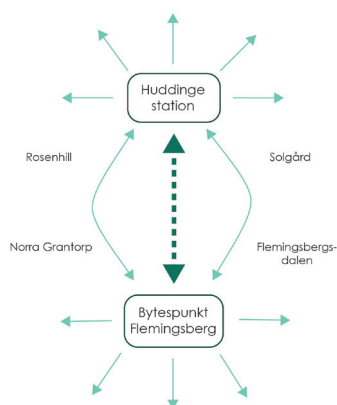 Huddinge
station
Rosenhill
Solgård
Norra Grantorp
Flemingsbergs-
dalen
Bytespunkt
Flemingsberg